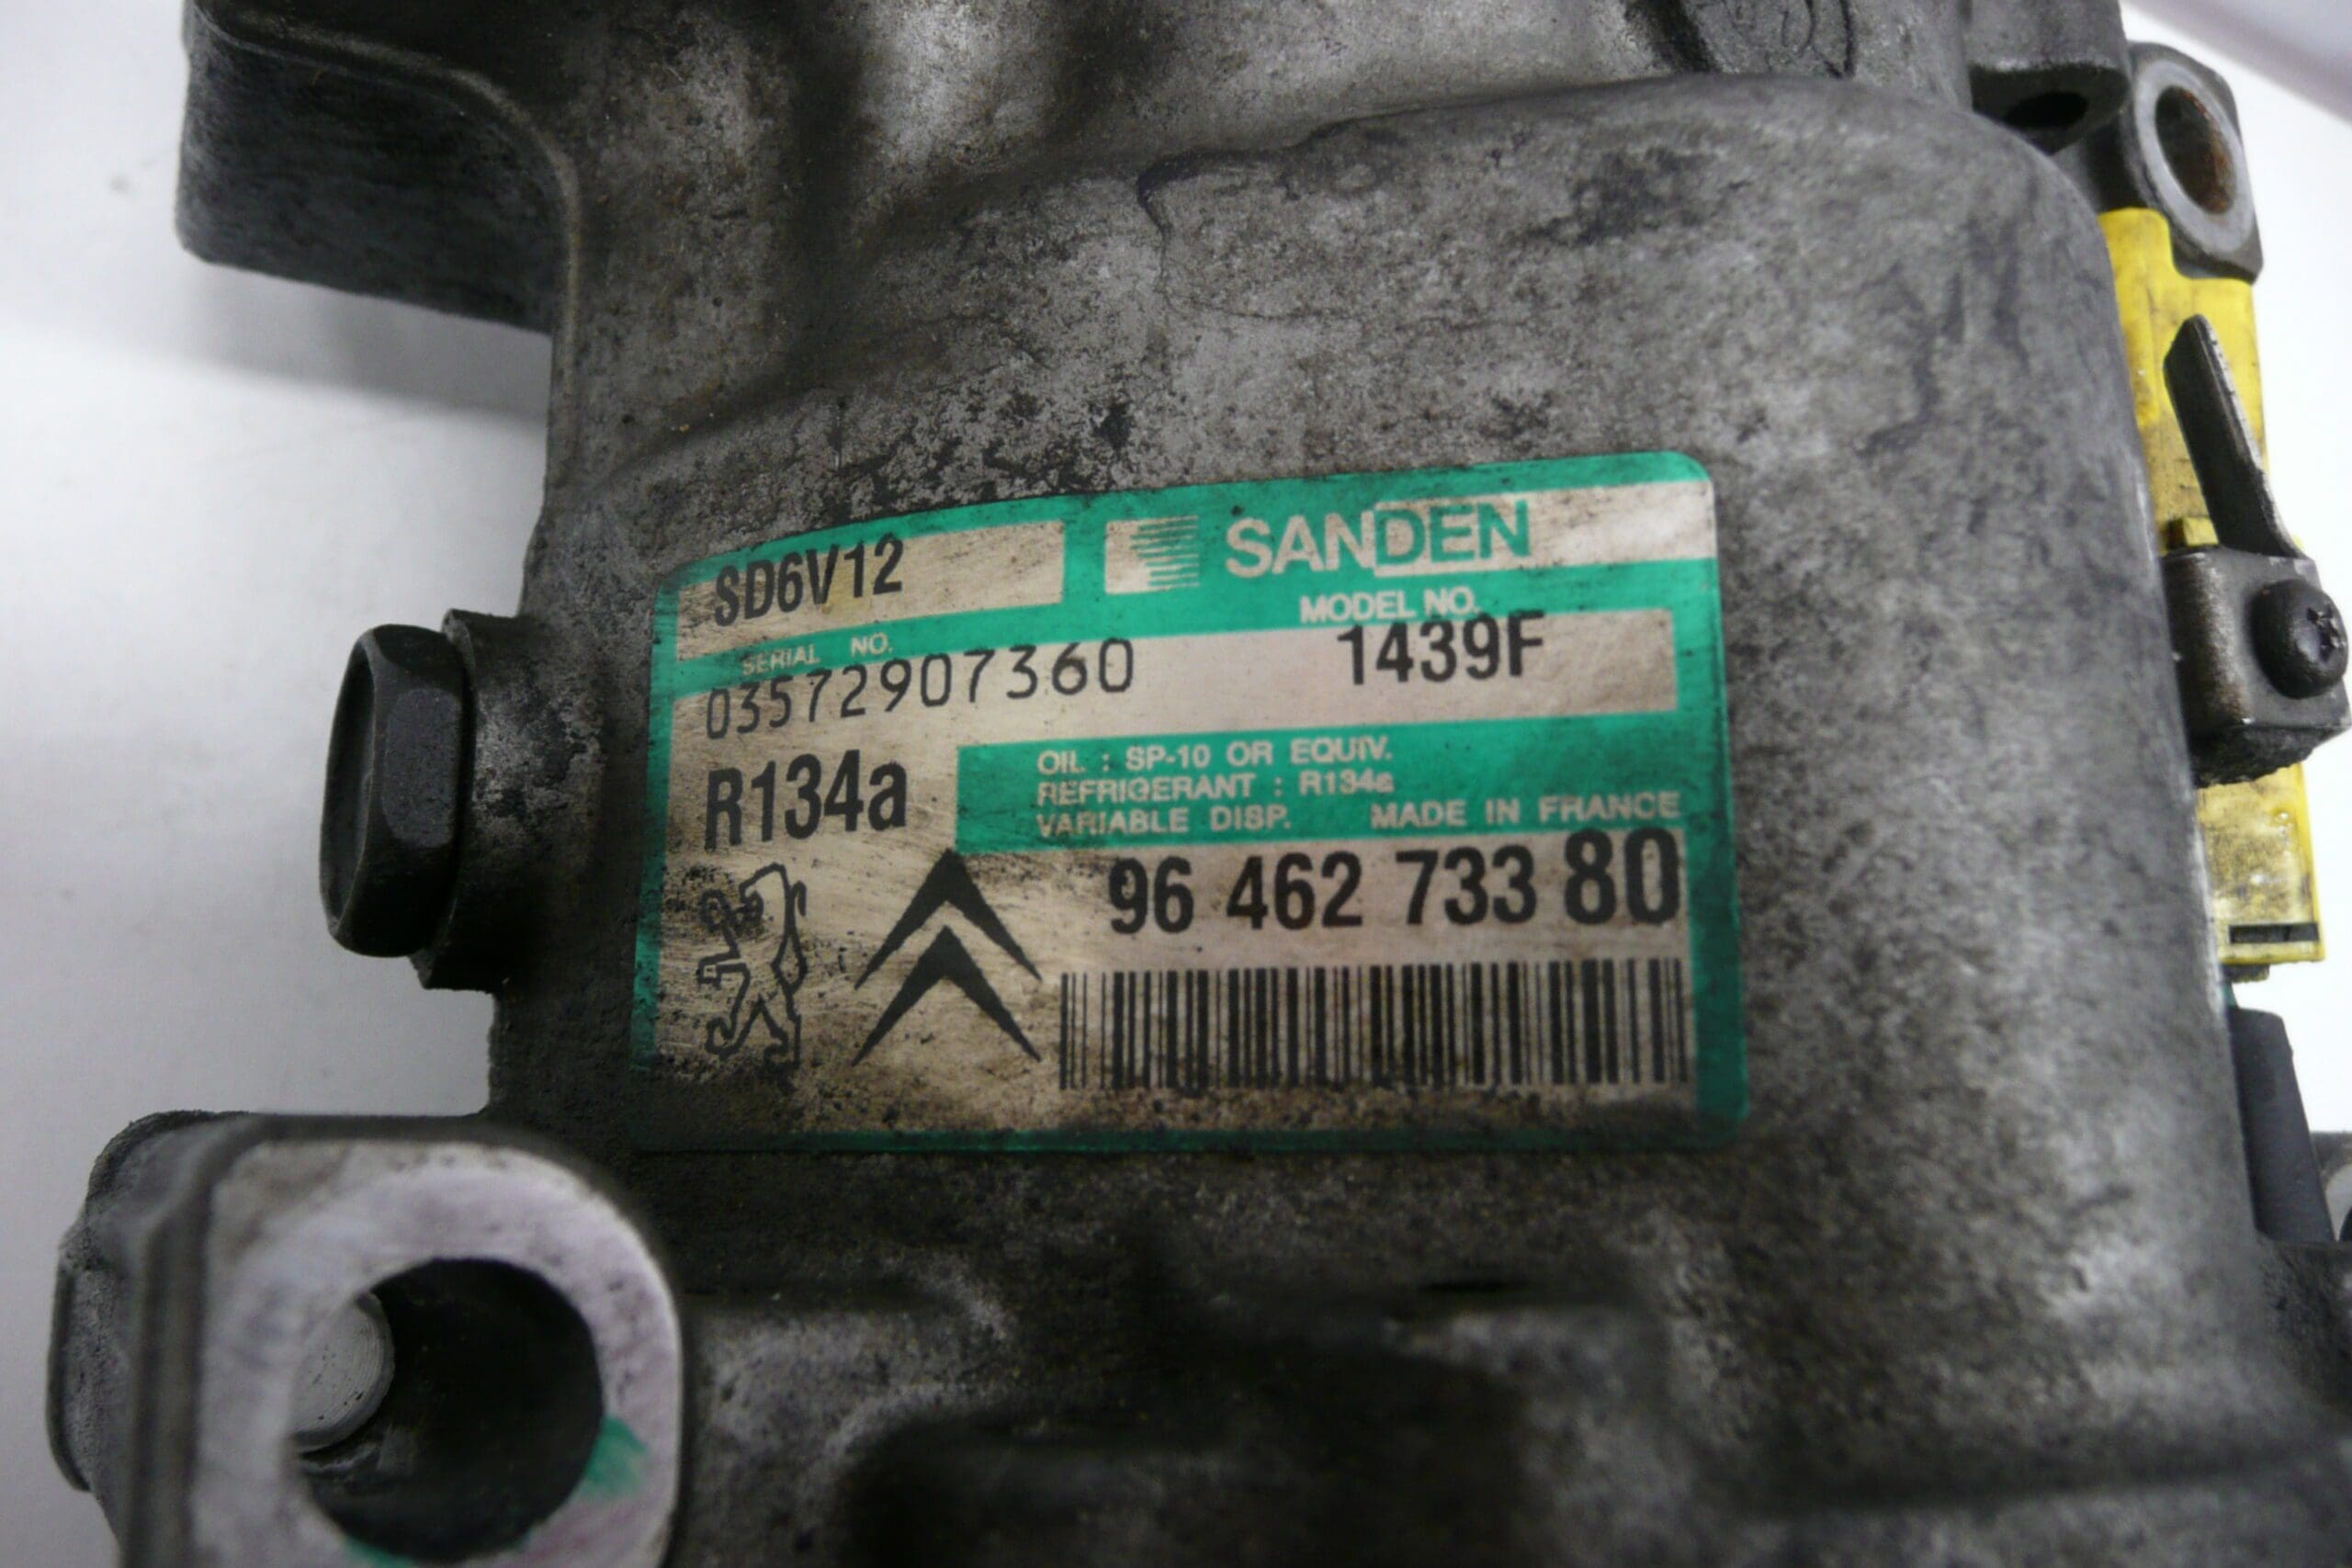 SD6V12 SANDEN
SERIAL NO. MODEL NO.
03572907360 1439F
R134a
OIL : SP-10 OR EQUIV.
REFRIGERANT : R134a
VARIABLE DISP. MADE IN FRANCE
96 462 733 80